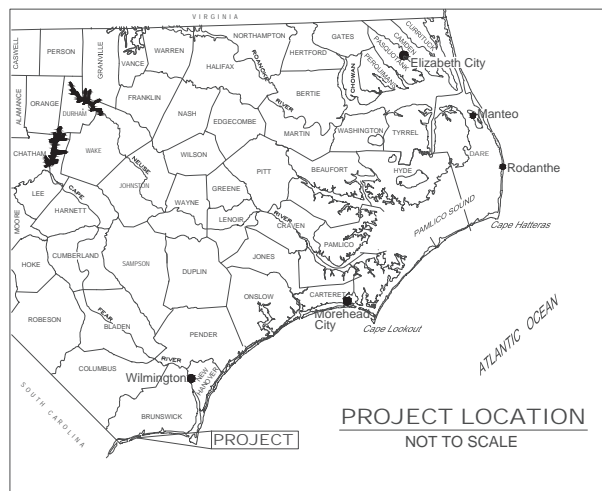 VIRGINIA
CASWELL
PERSON
GRANVILLE
VANCE
WARREN
NORTHAMPTON
HALIFAX
ROANOKE
RIVER
HERTFORD
GATES
CHOWAN
CURRITUCK
CAMDEN
PASQUOTANK
PERQUIMANS
Elizabeth City
ALAMANCE
ORANGE
DURHAM
FRANKLIN
NASH
EDGECOMBE
BERTIE
MARTIN
WASHINGTON
TYRREL
Manteo
DARE
CHATHAM
WAKE
NEUSE
WILSON
PITT
BEAUFORT
HYDE
Rodanthe
LEE
CAPE
JOHNSTON
GREENE
WAYNE
MOORE
HARNETT
LENOIR
RIVER
CRAVEN
PAMLICO
PAMLICO SOUND
Cape Hatteras
HOKE
CUMBERLAND
SAMPSON
DUPLIN
JONES
ONSLOW
CARTERET
Morehead
City
Cape Lookout
ATLANTIC OCEAN
ROBESON
FEAR
BLADEN
PENDER
RIVER
COLUMBUS
Wilmington
NEW
HANOVER
SOUTH CAROLINA
BRUNSWICK
PROJECT
PROJECT LOCATION
NOT TO SCALE